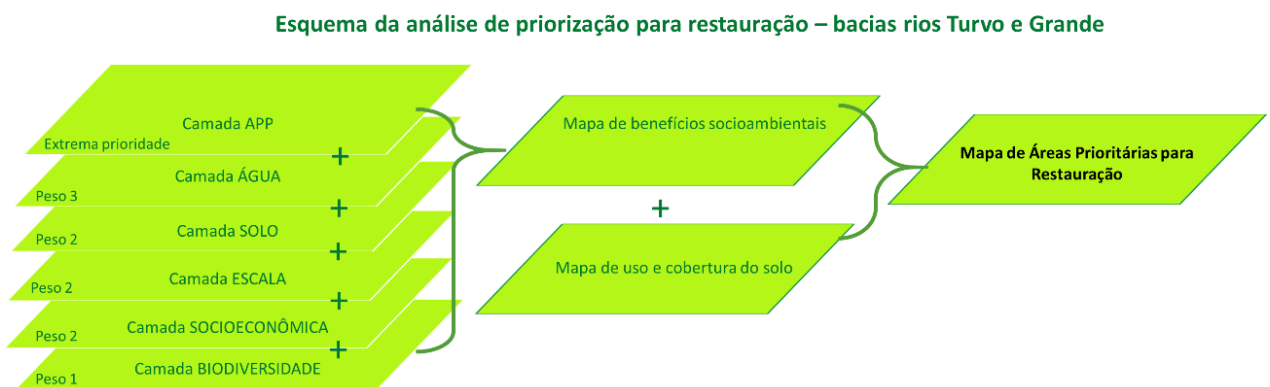 Esquema da análise de priorização para restauração – bacias rios Turvo e Grande
Camada APP
Extrema prioridade
+
Camada ÁGUA
Peso 3
+
Camada SOLO
Peso 2
+
Camada ESCALA
Peso 2
+
Camada SOCIOECONÔMICA
Peso 2
+
Camada BIODIVERSIDADE
Peso 1
Mapa de benefícios socioambientais
+
Mapa de uso e cobertura do solo
Mapa de Áreas Prioritárias para
Restauração